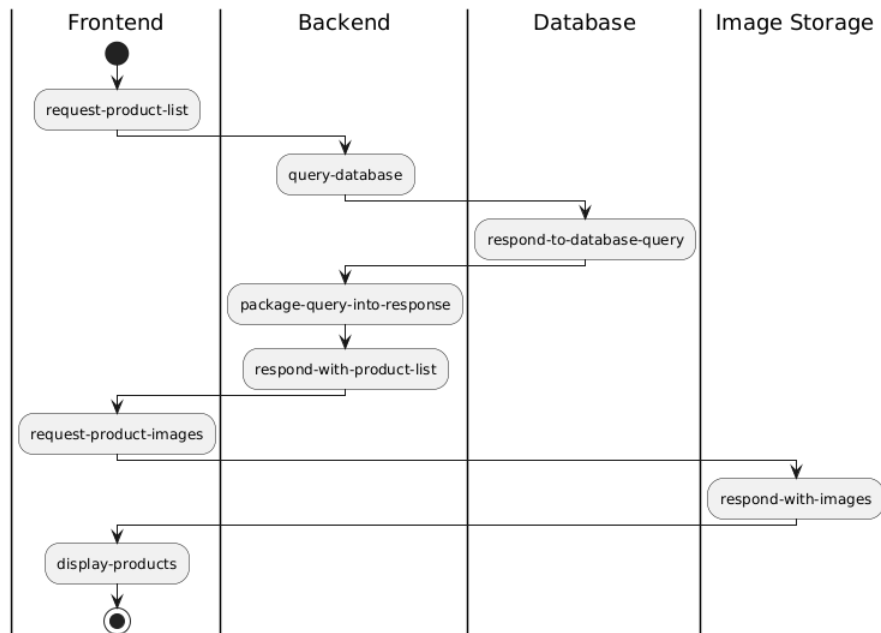 Frontend
Backend
Database
Image Storage
request-product-list
query-database
respond-to-database-query
package-query-into-response
respond-with-product-list
request-product-images
respond-with-images
display-products